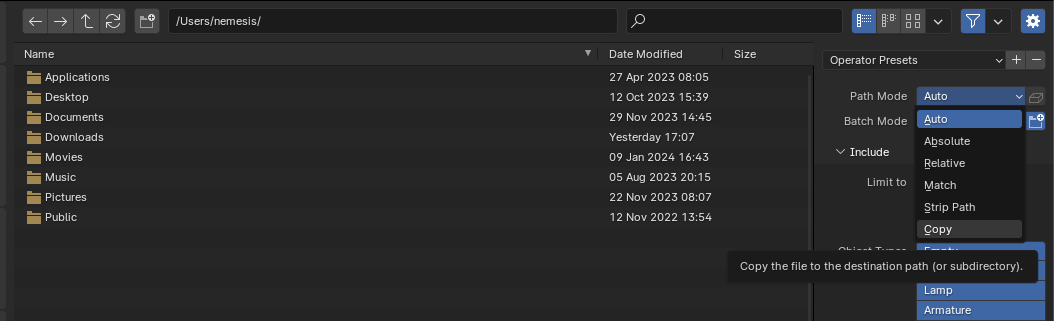 /Users/nemesis/
Name Date Modified Size
Applications 27 Apr 2023 08:05
Desktop 12 Oct 2023 15:39
Documents 29 Nov 2023 14:45
Downloads Yesterday 17:07
Movies 09 Jan 2024 16:43
Music 05 Aug 2023 20:15
Pictures 22 Nov 2023 08:07
Public 12 Nov 2022 13:54
Operator Presets
Path Mode Auto
Batch Mode
Auto
Absolute
Relative
Match
Strip Path
Copy
Include
Limit to
Object Types Empty
Copy the file to the destination path (or subdirectory).
Lamp
Armature